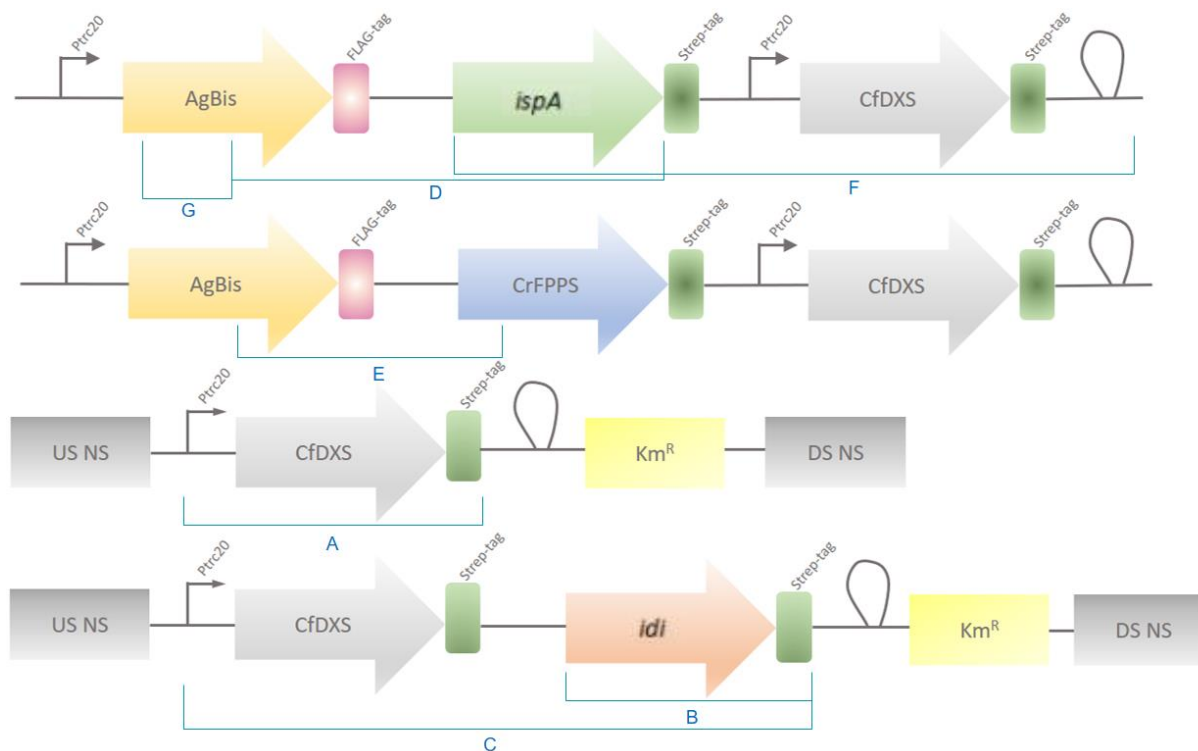 Ptrc20
FLAG-tag
Strep-tag
Ptrc20
Strep-tag
AgBis
ispA
CfDXS
G
D
F
Ptrc20
FLAG-tag
Strep-tag
Ptrc20
Strep-tag
AgBis
CrFPPS
CfDXS
E
Ptrc20
Strep-tag
US NS
CfDXS
Km^R
DS NS
A
Ptrc20
Strep-tag
Strep-tag
US NS
CfDXS
idi
Km^R
DS NS
B
C